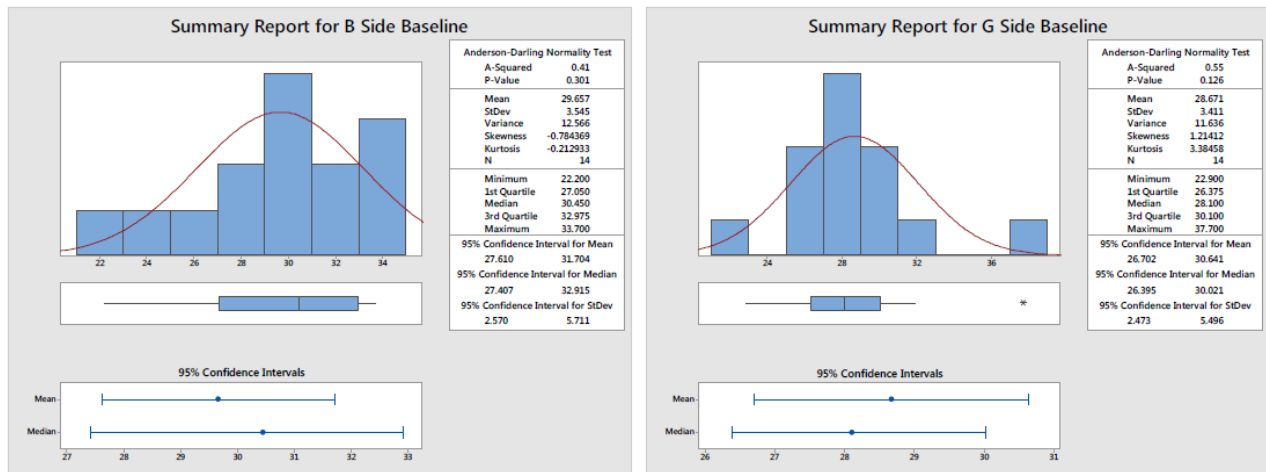 Summary Report for B Side Baseline
Anderson-Darling Normality Test
A-Squared 0.41
P-Value 0.301
Mean 29.657
StDev 3.545
Variance 12.566
Skewness -0.784369
Kurtosis -0.212933
N 14
Minimum 22.200
1st Quartile 27.050
Median 30.450
3rd Quartile 32.975
Maximum 33.700
95% Confidence Interval for Mean
27.610 31.704
95% Confidence Interval for Median
27.407 32.915
95% Confidence Interval for StDev
2.570 5.711
22 24 26 28 30 32 34
95% Confidence Intervals
Mean
Median
27 28 29 30 31 32 33
Summary Report for G Side Baseline
Anderson-Darling Normality Test
A-Squared 0.55
P-Value 0.126
Mean 28.671
StDev 3.411
Variance 11.636
Skewness 1.21412
Kurtosis 3.38458
N 14
Minimum 22.900
1st Quartile 26.375
Median 28.100
3rd Quartile 30.100
Maximum 37.700
95% Confidence Interval for Mean
26.702 30.641
95% Confidence Interval for Median
26.395 30.021
95% Confidence Interval for StDev
2.473 5.496
24 28 32 36
*
95% Confidence Intervals
Mean
Median
26 27 28 29 30 31